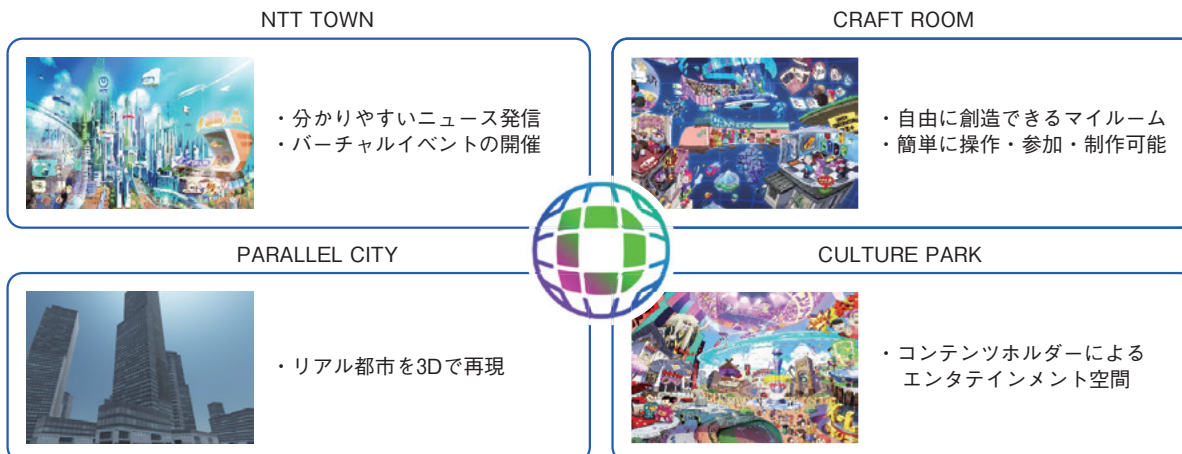 NTT TOWN
・分かりやすいニュース発信
・バーチャルイベントの開催
CRAFT ROOM
・自由に創造できるマイルーム
・簡単に操作・参加・制作可能
PARALLEL CITY
・リアル都市を3Dで再現
CULTURE PARK
・コンテンツホルダーによる
エンタテインメント空間